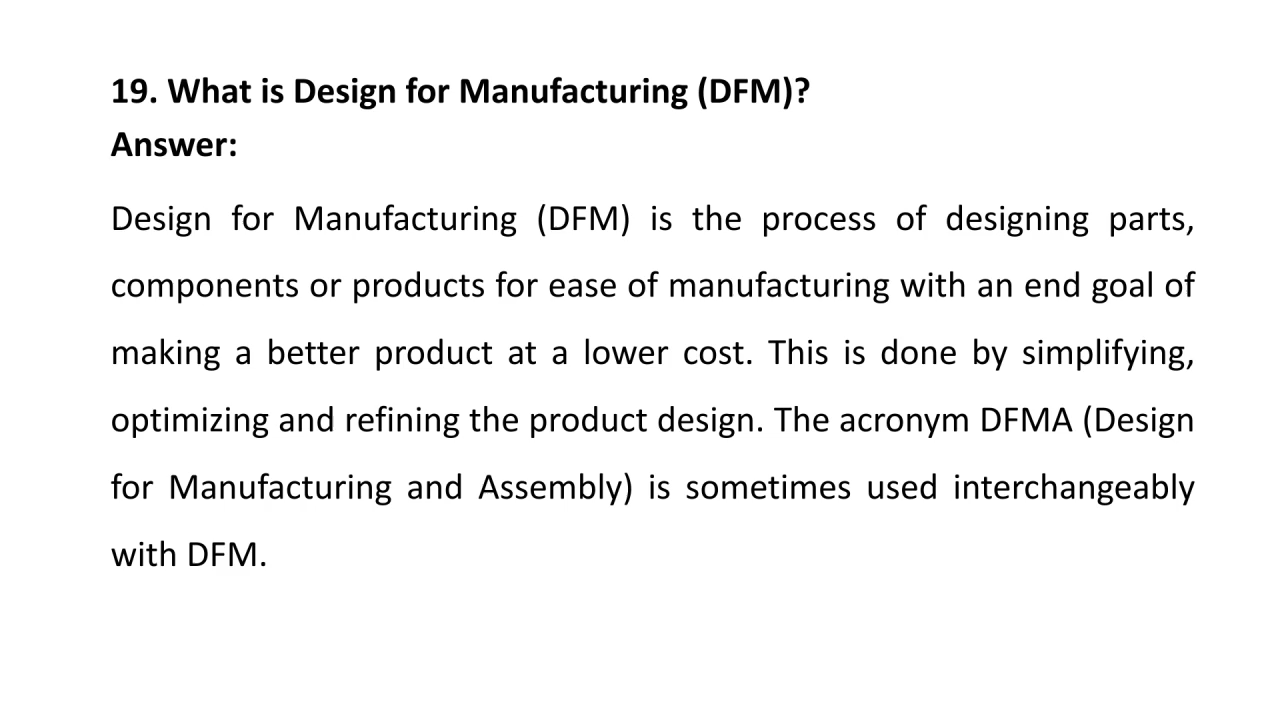 19. What is Design for Manufacturing (DFM)?
Answer:
Design for Manufacturing (DFM) is the process of designing parts,
components or products for ease of manufacturing with an end goal of
making a better product at a lower cost. This is done by simplifying,
optimizing and refining the product design. The acronym DFMA (Design
for Manufacturing and Assembly) is sometimes used interchangeably
with DFM.